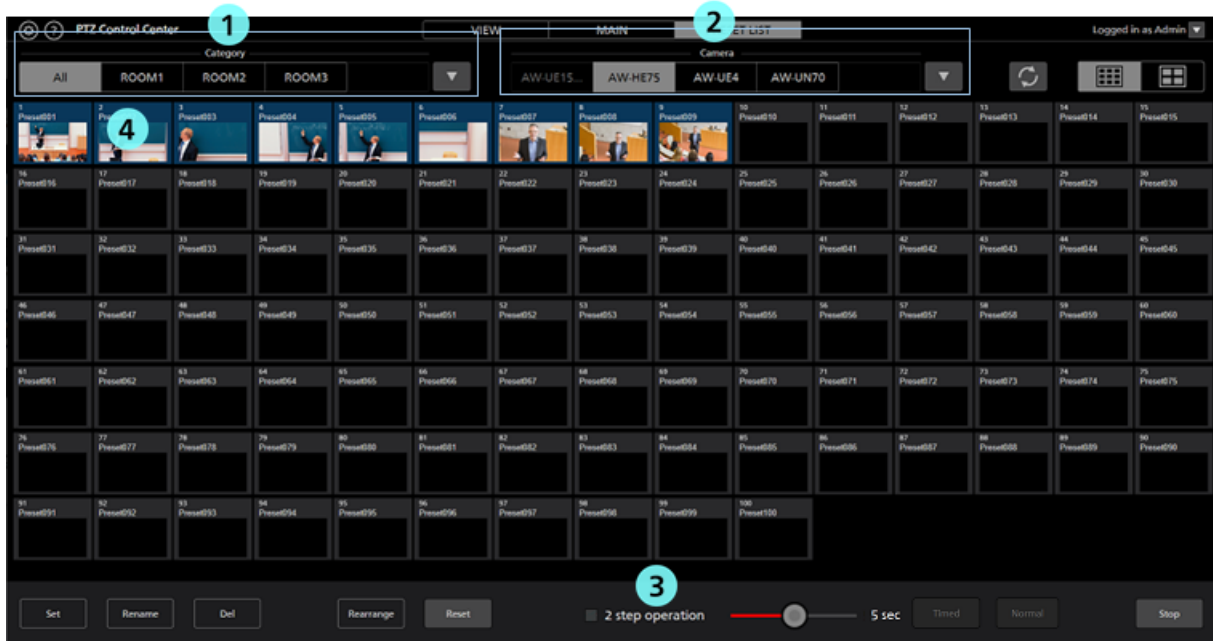 PTZ Control Center
1
VIEW
MAIN
2
ET LIST
Logged in as Admin
Category
Camera
All
ROOM1
ROOM2
ROOM3
AW-UE15...
AW-HE75
AW-UE4
AW-UN70
1 2 3 4 5 6 7 8 9 10 11 12 13 14 15
Preset001 Pre 4 Preset003 Preset004 Preset005 Preset006 Preset007 Preset008 Preset009 Preset010 Preset011 Preset012 Preset013 Preset014 Preset015
16 17 18 19 20 21 22 23 24 25 26 27 28 29 30
Preset016 Preset017 Preset018 Preset019 Preset020 Preset021 Preset022 Preset023 Preset024 Preset025 Preset026 Preset027 Preset028 Preset029 Preset030
31 32 33 34 35 36 37 38 39 40 41 42 43 44 45
Preset031 Preset032 Preset033 Preset034 Preset035 Preset036 Preset037 Preset038 Preset039 Preset040 Preset041 Preset042 Preset043 Preset044 Preset045
46 47 48 49 50 51 52 53 54 55 56 57 58 59 60
Preset046 Preset047 Preset048 Preset049 Preset050 Preset051 Preset052 Preset053 Preset054 Preset055 Preset056 Preset057 Preset058 Preset059 Preset060
61 62 63 64 65 66 67 68 69 70 71 72 73 74 75
Preset061 Preset062 Preset063 Preset064 Preset065 Preset066 Preset067 Preset068 Preset069 Preset070 Preset071 Preset072 Preset073 Preset074 Preset075
76 77 78 79 80 81 82 83 84 85 86 87 88 89 90
Preset076 Preset077 Preset078 Preset079 Preset080 Preset081 Preset082 Preset083 Preset084 Preset085 Preset086 Preset087 Preset088 Preset089 Preset090
91 92 93 94 95 96 97 98 99 100
Preset091 Preset092 Preset093 Preset094 Preset095 Preset096 Preset097 Preset098 Preset099 Preset100
3
Set
Rename
Del
Rearrange
Reset
2 step operation
5 sec
Timed
Normal
Stop